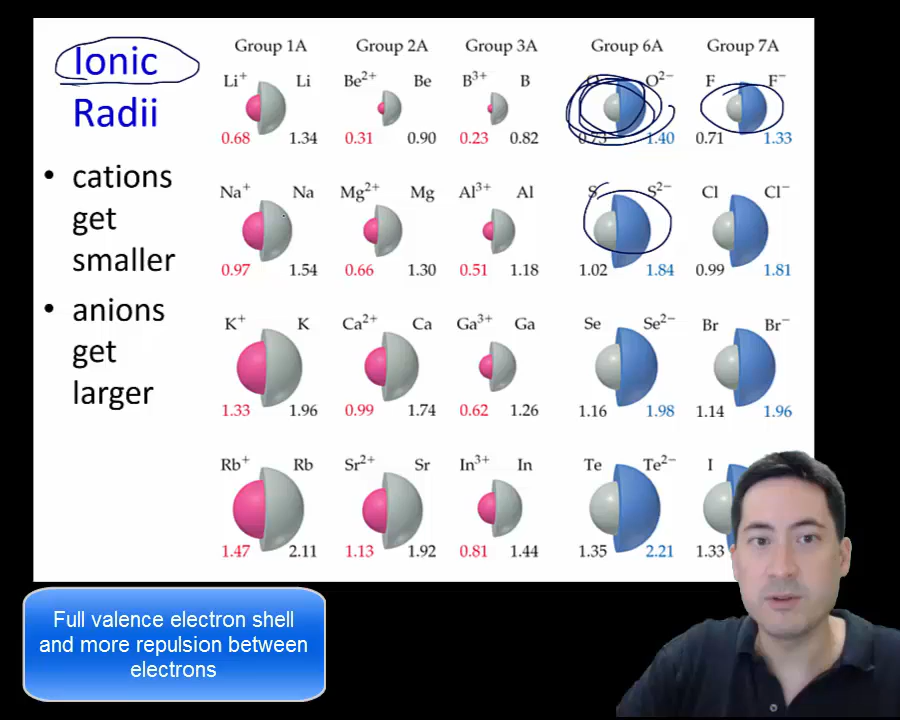 Ionic
Radii
• cations
get
smaller
• anions
get
larger
Group 1A Group 2A Group 3A Group 6A Group 7A
Li⁺ Li Be²⁺ Be B³⁺ B O O²⁻ F F⁻
0.68 1.34 0.31 0.90 0.23 0.82 0.73 1.40 0.71 1.33
Na⁺ Na Mg²⁺ Mg Al³⁺ Al S S²⁻ Cl Cl⁻
0.97 1.54 0.66 1.30 0.51 1.18 1.02 1.84 0.99 1.81
K⁺ K Ca²⁺ Ca Ga³⁺ Ga Se Se²⁻ Br Br⁻
1.33 1.96 0.99 1.74 0.62 1.26 1.16 1.98 1.14 1.96
Rb⁺ Rb Sr²⁺ Sr In³⁺ In Te Te²⁻ I
1.47 2.11 1.13 1.92 0.81 1.44 1.35 2.21 1.33
Full valence electron shell
and more repulsion between
electrons